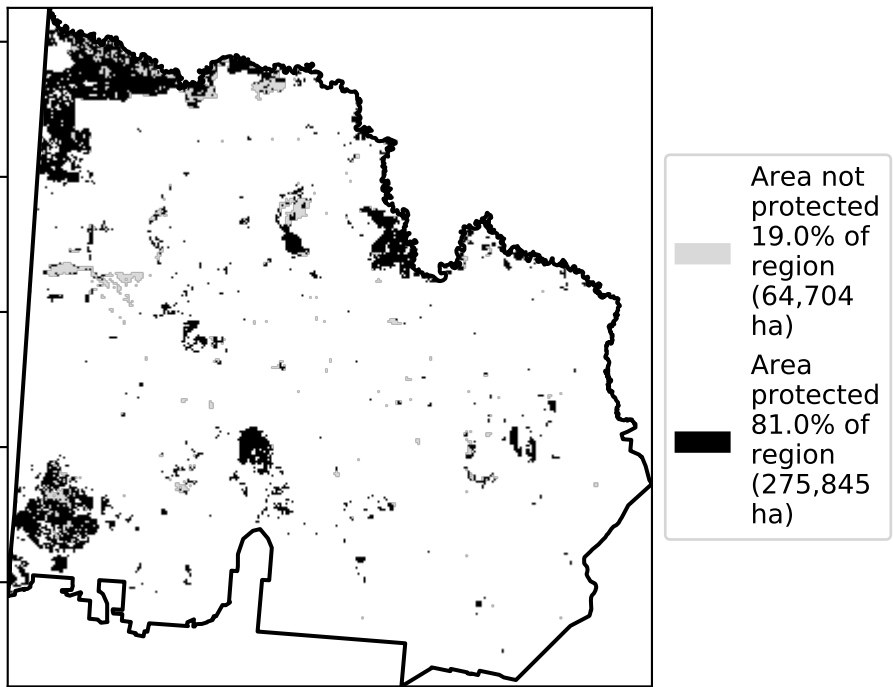 Area not
protected
19.0% of
region
(64,704
ha)
Area
protected
81.0% of
region
(275,845
ha)